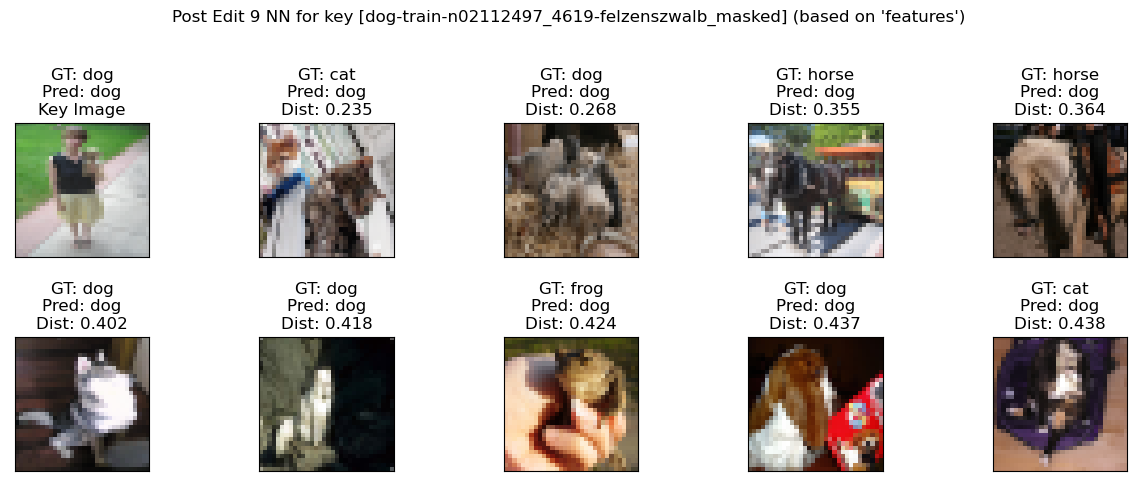 Post Edit 9 NN for key [dog-train-n02112497_4619-felzenszwalb_masked] (based on 'features')
GT: dog
Pred: dog
Key Image
GT: cat
Pred: dog
Dist: 0.235
GT: dog
Pred: dog
Dist: 0.268
GT: horse
Pred: dog
Dist: 0.355
GT: horse
Pred: dog
Dist: 0.364
GT: dog
Pred: dog
Dist: 0.402
GT: dog
Pred: dog
Dist: 0.418
GT: frog
Pred: dog
Dist: 0.424
GT: dog
Pred: dog
Dist: 0.437
GT: cat
Pred: dog
Dist: 0.438